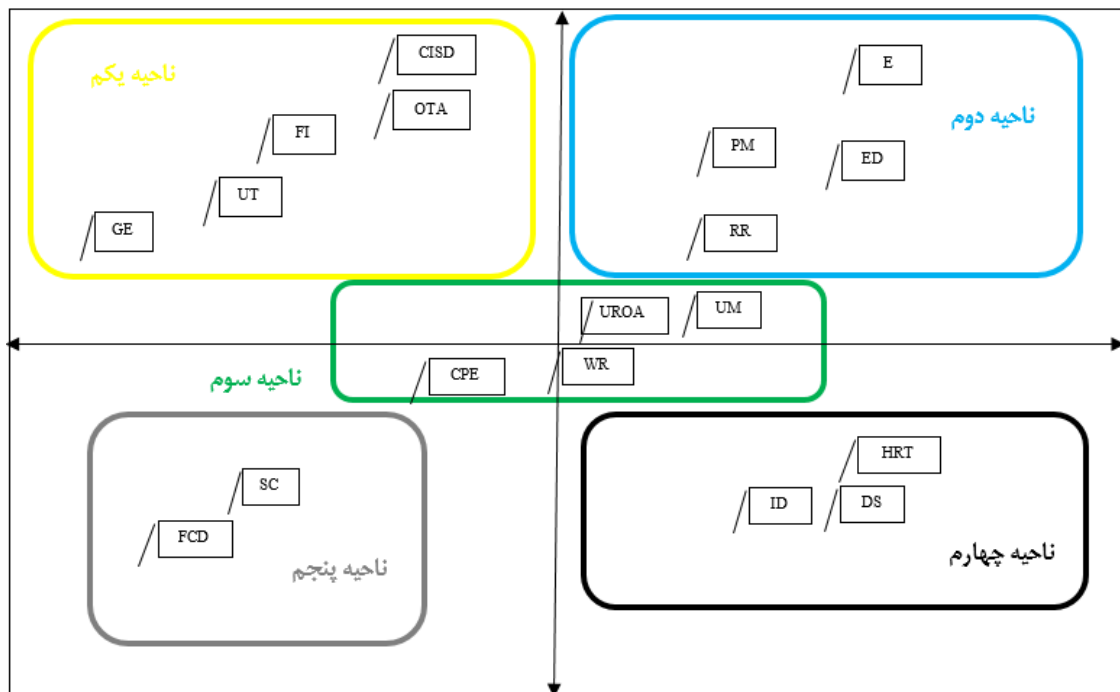 CISD
ناحیه یکم
OTA
FI
UT
GE
E
ناحیه دوم
PM
ED
RR
UROA
UM
WR
CPE
ناحیه سوم
HRT
ID
DS
ناحیه چهارم
SC
FCD
ناحیه پنجم